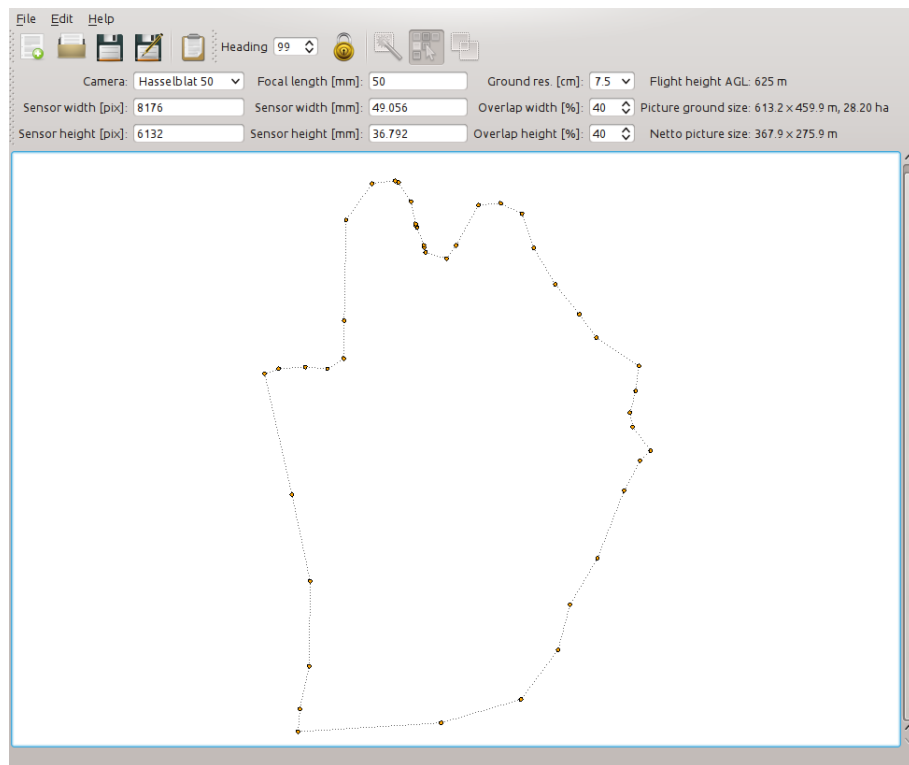 File Edit Help
Heading 99
Camera: Hasselblat 50 Focal length [mm]: 50 Ground res. [cm]: 7.5 Flight height AGL: 625 m
Sensor width [pix]: 8176 Sensor width [mm]: 49.056 Overlap width [%]: 40 Picture ground size: 613.2 x 459.9 m, 28.20 ha
Sensor height [pix]: 6132 Sensor height [mm]: 36.792 Overlap height [%]: 40 Netto picture size: 367.9 x 275.9 m